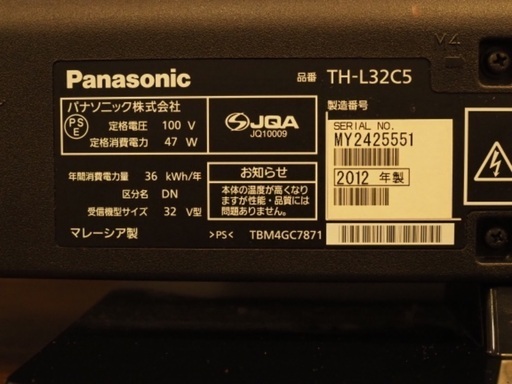 Panasonic
品番 TH-L32C5
パナソニック株式会社
PS
E
定格電圧 100 V
定格消費電力 47 W
JQA
JQ10009
製造番号
SERIAL NO.
MY2425551
2012 年製
年間消費電力量 36 kWh/年
区分名 DN
受信機型サイズ 32 V型
お知らせ
本体の温度が高くなり
ますが性能・品質には
問題ありません。
マレーシア製
>PS< TBM4GC7871